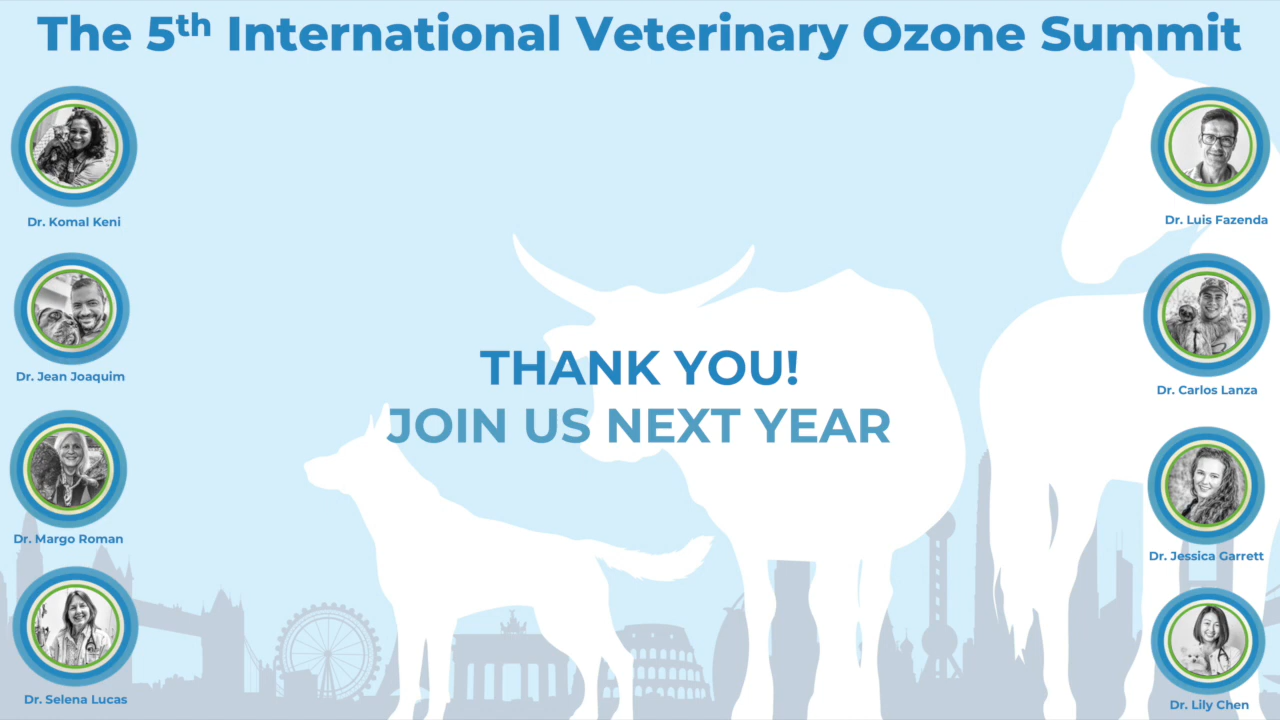 The 5th International Veterinary Ozone Summit
Dr. Komal Keni
Dr. Luis Fazenda
Dr. Jean Joaquim
THANK YOU!
JOIN US NEXT YEAR
Dr. Carlos Lanza
Dr. Margo Roman
Dr. Jessica Garrett
Dr. Selena Lucas
Dr. Lily Chen